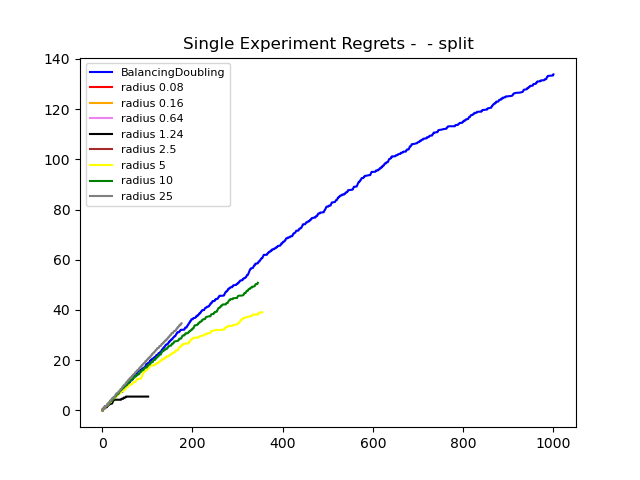 Single Experiment Regrets -  - split
140
120
100
80
60
40
20
0
BalancingDoubling
radius 0.08
radius 0.16
radius 0.64
radius 1.24
radius 2.5
radius 5
radius 10
radius 25
0 200 400 600 800 1000